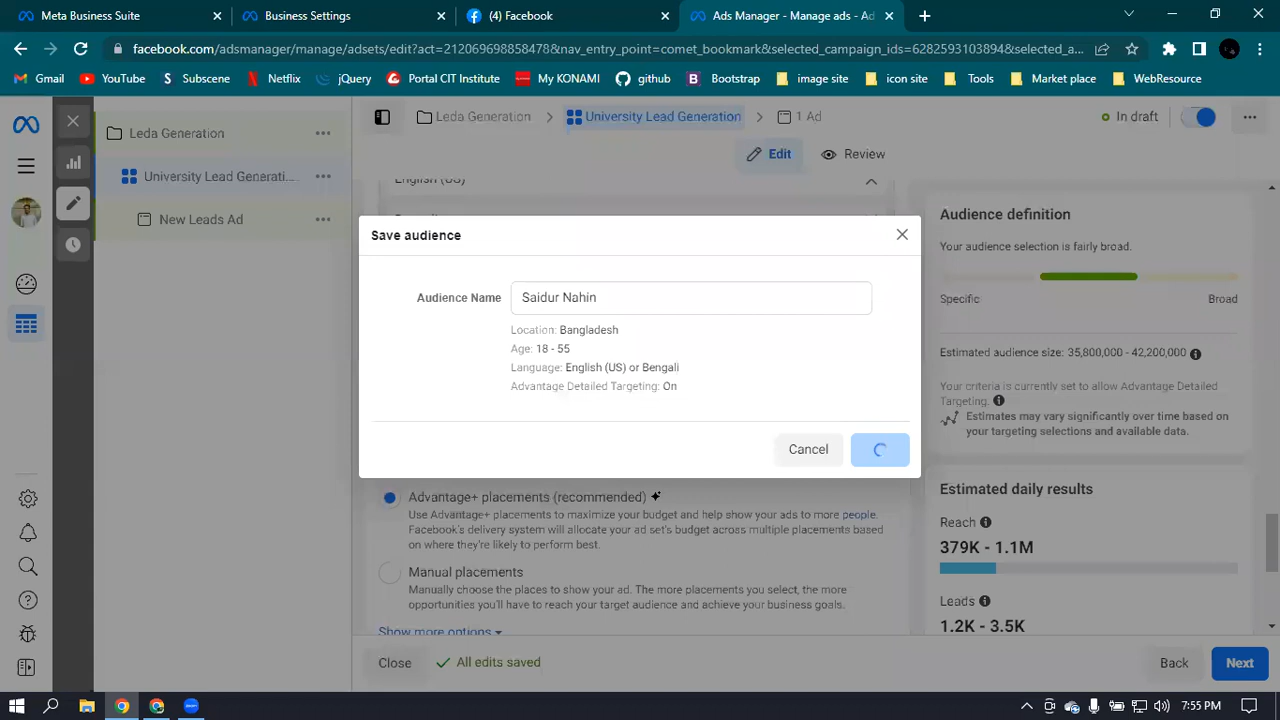 Meta Business Suite
Business Settings
(4) Facebook
Ads Manager - Manage ads - Ad
facebook.com/adsmanager/manage/adsets/edit?act=212069698858478&nav_entry_point=comet_bookmark&selected_campaign_ids=6282593103894&selected_a...
Gmail
YouTube
Subscene
Netflix
jQuery
Portal CIT Institute
My KONAMI
github
Bootstrap
image site
icon site
Tools
Market place
WebResource
Leda Generation
University Lead Generati...
New Leads Ad
Leda Generation
University Lead Generation
1 Ad
In draft
Edit
Review
English (US)
Save audience
Audience Name
Saidur Nahin
Location: Bangladesh
Age: 18 - 55
Language: English (US) or Bengali
Advantage Detailed Targeting: On
Cancel
Advantage+ placements (recommended)
Use Advantage+ placements to maximize your budget and help show your ads to more people.
Facebook's delivery system will allocate your ad set's budget across multiple placements based
on where they're likely to perform best.
Manual placements
Manually choose the places to show your ad. The more placements you select, the more
opportunities you'll have to reach your target audience and achieve your business goals.
Show more options
Close
All edits saved
Back
Next
Audience definition
Your audience selection is fairly broad.
Specific
Broad
Estimated audience size: 35,800,000 - 42,200,000
Your criteria is currently set to allow Advantage Detailed
Targeting.
Estimates may vary significantly over time based on
your targeting selections and available data.
Estimated daily results
Reach
379K - 1.1M
Leads
1.2K - 3.5K
7:55 PM